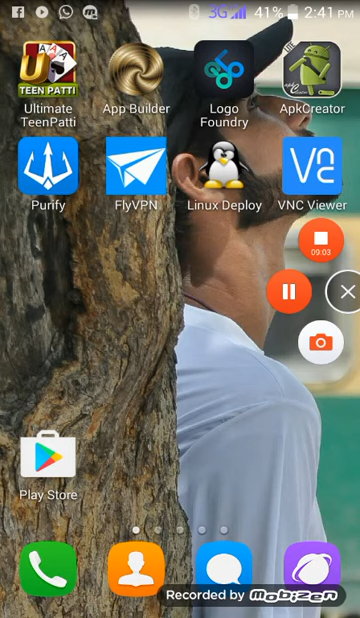 3G 41% 2:41 PM
TEEN PATTI
Ultimate
TeenPatti
App Builder
Logo
Foundry
ApkCreator
Purify
FlyVPN
Linux Deploy
VNC Viewer
09:03
Play Store
Recorded by Mobizen